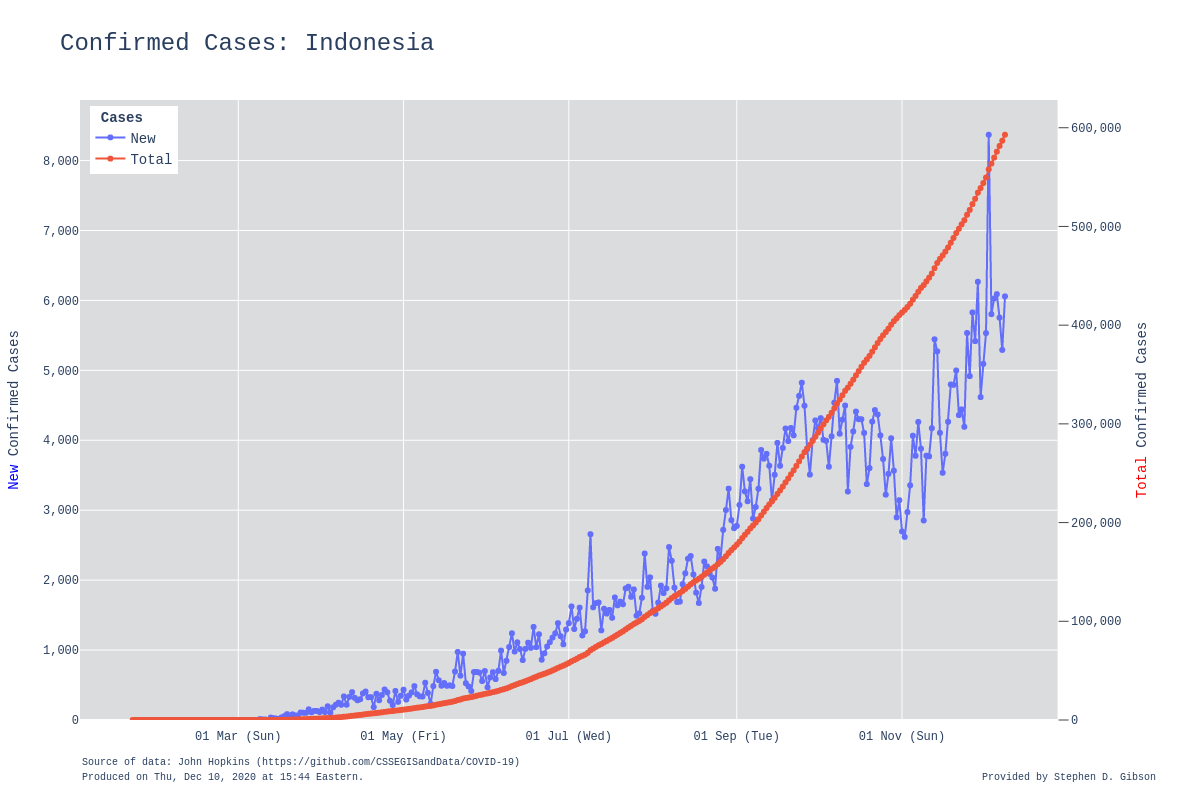 Confirmed Cases: Indonesia
Cases
New
Total
8,000
7,000
6,000
5,000
4,000
3,000
2,000
1,000
0
600,000
500,000
400,000
300,000
200,000
100,000
0
New Confirmed Cases
Total Confirmed Cases
01 Mar (Sun)
01 May (Fri)
01 Jul (Wed)
01 Sep (Tue)
01 Nov (Sun)
Source of data: John Hopkins (https://github.com/CSSEGISandData/COVID-19)
Produced on Thu, Dec 10, 2020 at 15:44 Eastern.
Provided by Stephen D. Gibson